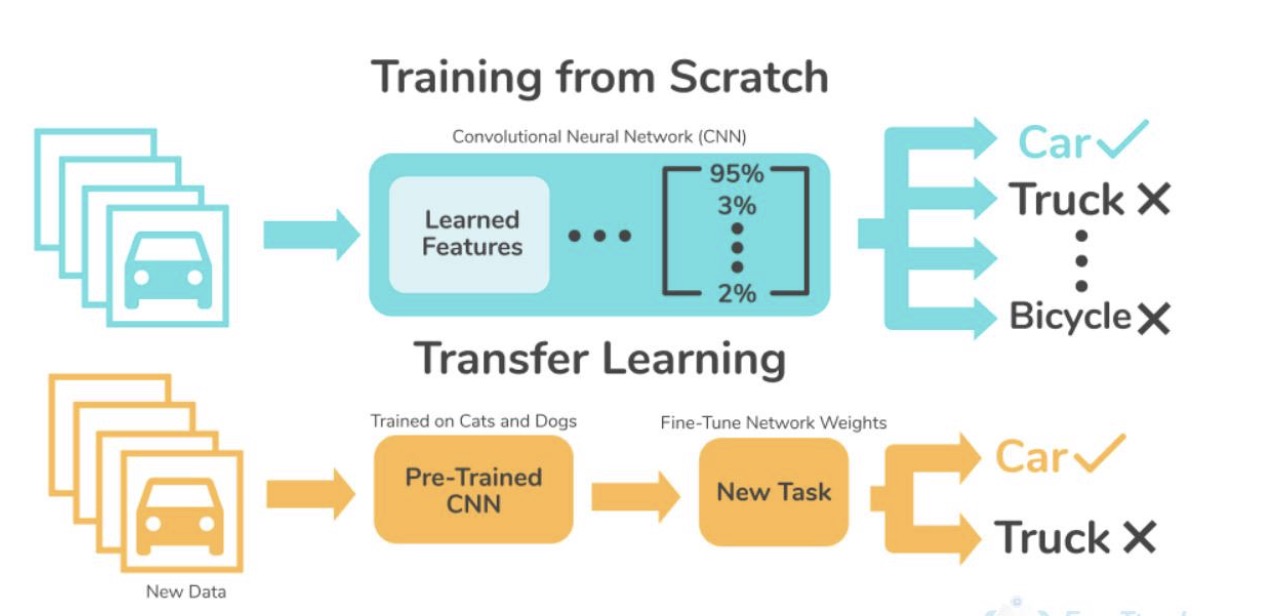 Training from Scratch
Convolutional Neural Network (CNN)
Learned
Features
95%
3%
2%
Car
Truck
Bicycle
Transfer Learning
Trained on Cats and Dogs
Fine-Tune Network Weights
Pre-Trained
CNN
New Task
Car
Truck
New Data